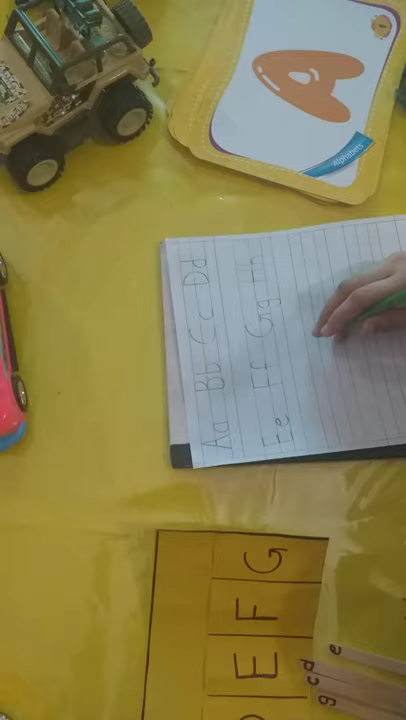 A
Alphabets
Aa Bb Cc Dd
Ee Ff Gg Hh
E F G
g c d e